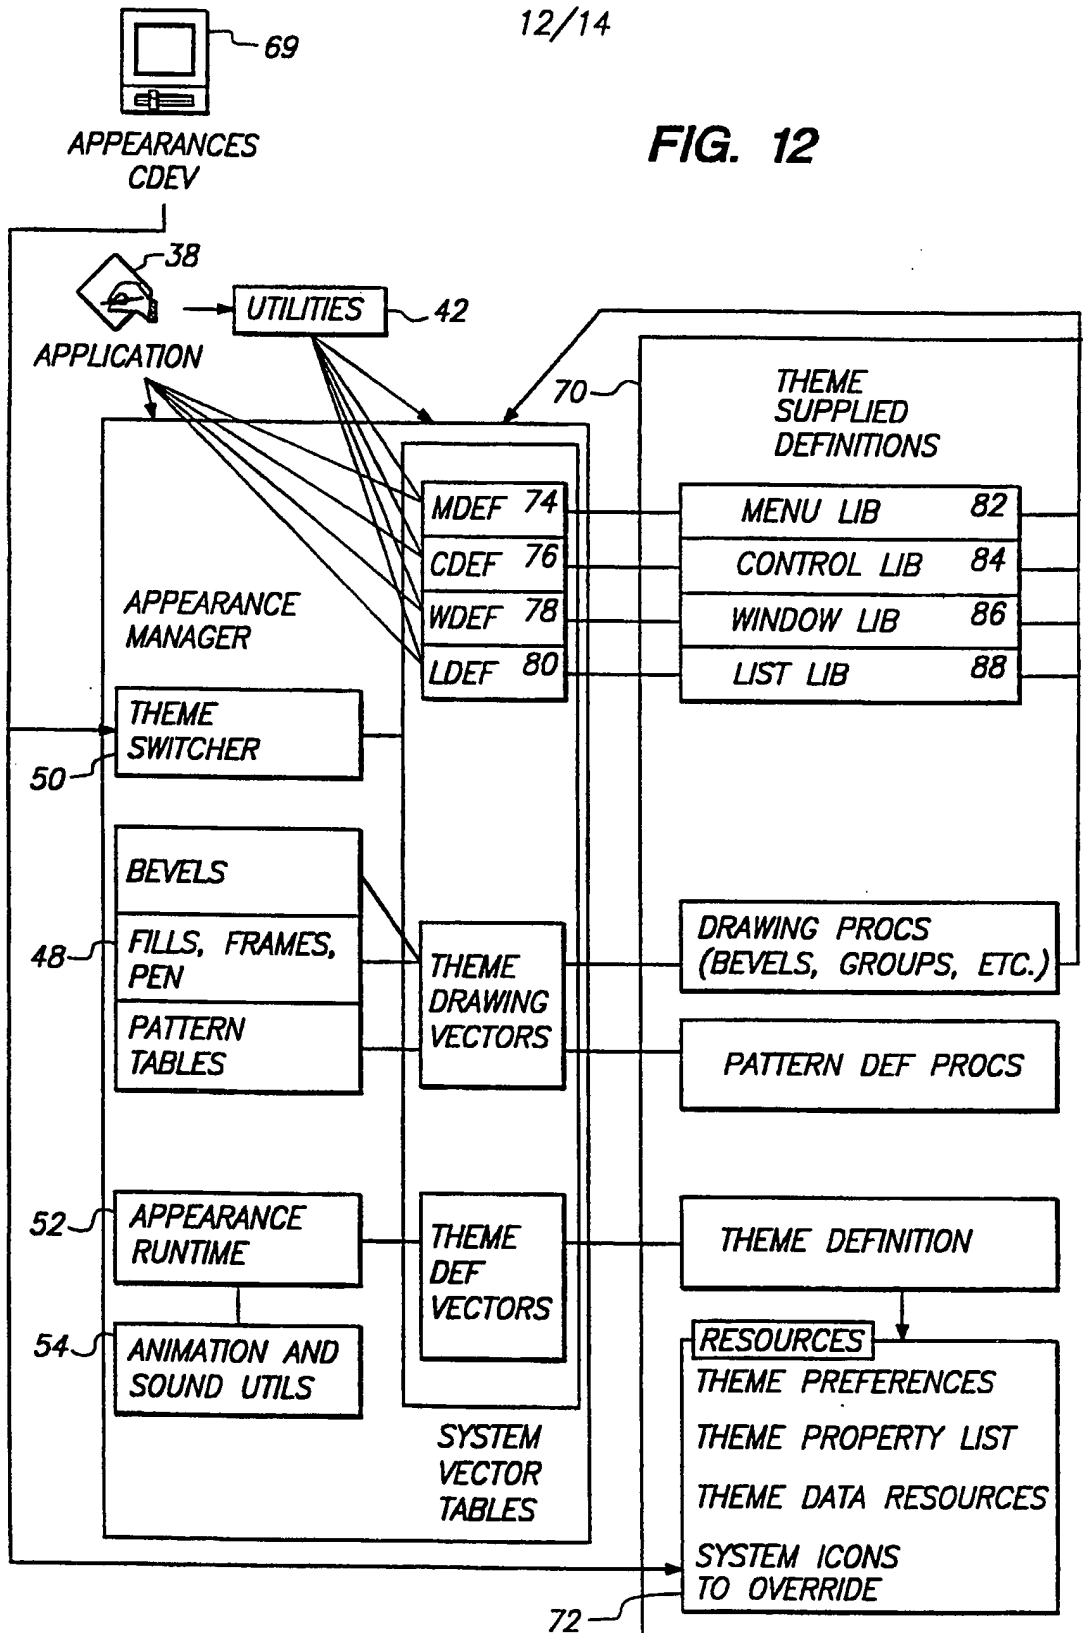 12/14
69
APPEARANCES
CDEV
FIG. 12
38
UTILITIES
42
APPLICATION
70
THEME
SUPPLIED
DEFINITIONS
MDEF 74
MENU LIB 82
CDEF 76
CONTROL LIB 84
WDEF 78
WINDOW LIB 86
LDEF 80
LIST LIB 88
APPEARANCE
MANAGER
THEME
SWITCHER
50
BEVELS
48
FILLS, FRAMES,
PEN
PATTERN
TABLES
THEME
DRAWING
VECTORS
DRAWING PROCS
(BEVELS, GROUPS, ETC.)
PATTERN DEF PROCS
52
APPEARANCE
RUNTIME
THEME
DEF
VECTORS
THEME DEFINITION
54
ANIMATION AND
SOUND UTILS
RESOURCES
THEME PREFERENCES
THEME PROPERTY LIST
THEME DATA RESOURCES
SYSTEM ICONS
TO OVERRIDE
SYSTEM
VECTOR
TABLES
72